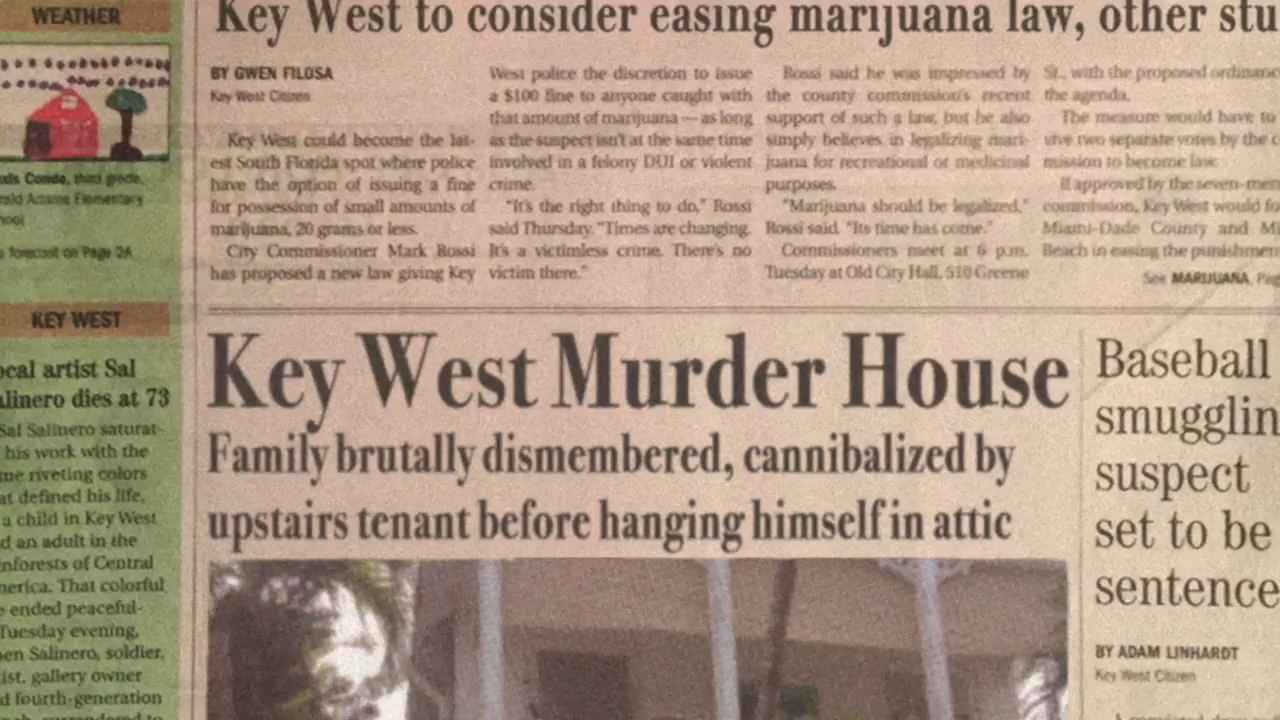 WEATHER
third grade,
Adams Elementary
forecast on Page 2A
KEY WEST
artist Sal
dies at 73
Sal Salinero saturat-
his work with the
riveting colors
defined his life,
a child in Key West
an adult in the
of Central
That colorful
ended peaceful-
Tuesday evening,
Salinero, soldier,
gallery owner
fourth-generation
Key West to consider easing marijuana law, other
BY GWEN FILOSA
Key West Citizen
Key West could become the lat-
est South Florida spot where police
have the option of issuing a fine
for possession of small amounts of
marijuana, 20 grams or less.
City Commissioner Mark Rossi
has proposed a new law giving Key
West police the discretion to issue
a $100 fine to anyone caught with
that amount of marijuana — as long
as the suspect isn't at the same time
involved in a felony DUI or violent
crime.
"It's the right thing to do," Rossi
said Thursday. "Times are changing.
It's a victimless crime. There's no
victim there."
Rossi said he was impressed by
the county commission's recent
support of such a law, but he also
simply believes in legalizing mari-
juana for recreational or medicinal
purposes.
"Marijuana should be legalized,"
Rossi said. "Its time has come."
Commissioners meet at 6 p.m.
Tuesday at Old City Hall, 510 Greene
St., with the proposed
the agenda.
The measure would have to
two separate votes by the
to become law.
If approved by the
commission, Key West would
Miami-Dade County and
Beach in easing the
See MARIJUANA,
Key West Murder House
Family brutally dismembered, cannibalized by
upstairs tenant before hanging himself in attic
Baseball
suspect
set to be
BY ADAM LINHARDT
Key West Citizen